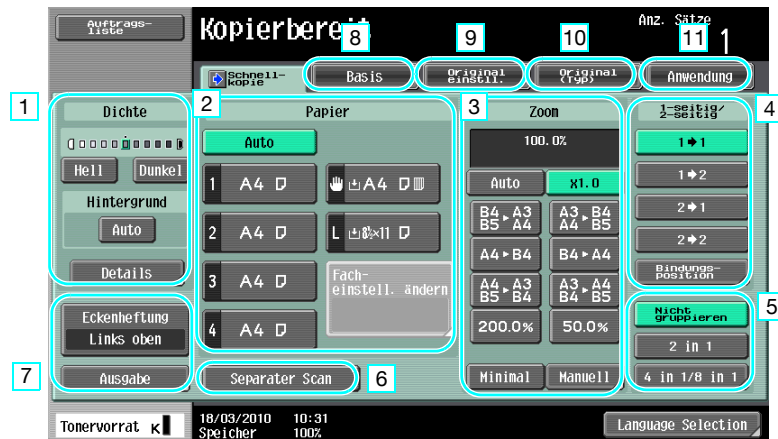 Auftrags-
liste
Kopierbereit
Anz. Sätze
1
8
9
10
11
Schnell-
kopie
Basis
Original
einstell.
Original
(Typ)
Anwendung
1
2
3
4
Dichte
Papier
Zoom
1-seitig/
2-seitig
Hell
Dunkel
Hintergrund
Auto
Details
Auto
1 A4
2 A4
3 A4
4 A4
A4
L 8½×11
Fach-
einstell. ändern
100.0%
Auto
x1.0
B4 ▸ A3
B5 ▸ A4
A3 ▸ B4
A4 ▸ B5
A4 ▸ B4
B4 ▸ A4
A4 ▸ A3
B5 ▸ B4
A3 ▸ A4
B4 ▸ B5
200.0%
50.0%
Minimal
Manuell
1 ➔ 1
1 ➔ 2
2 ➔ 1
2 ➔ 2
Bindungs-
position
5
Nicht
gruppieren
2 in 1
4 in 1/8 in 1
7
Eckenheftung
Links oben
Ausgabe
Separater Scan
6
Tonervorrat K
18/03/2010 10:31
Speicher 100%
Language Selection